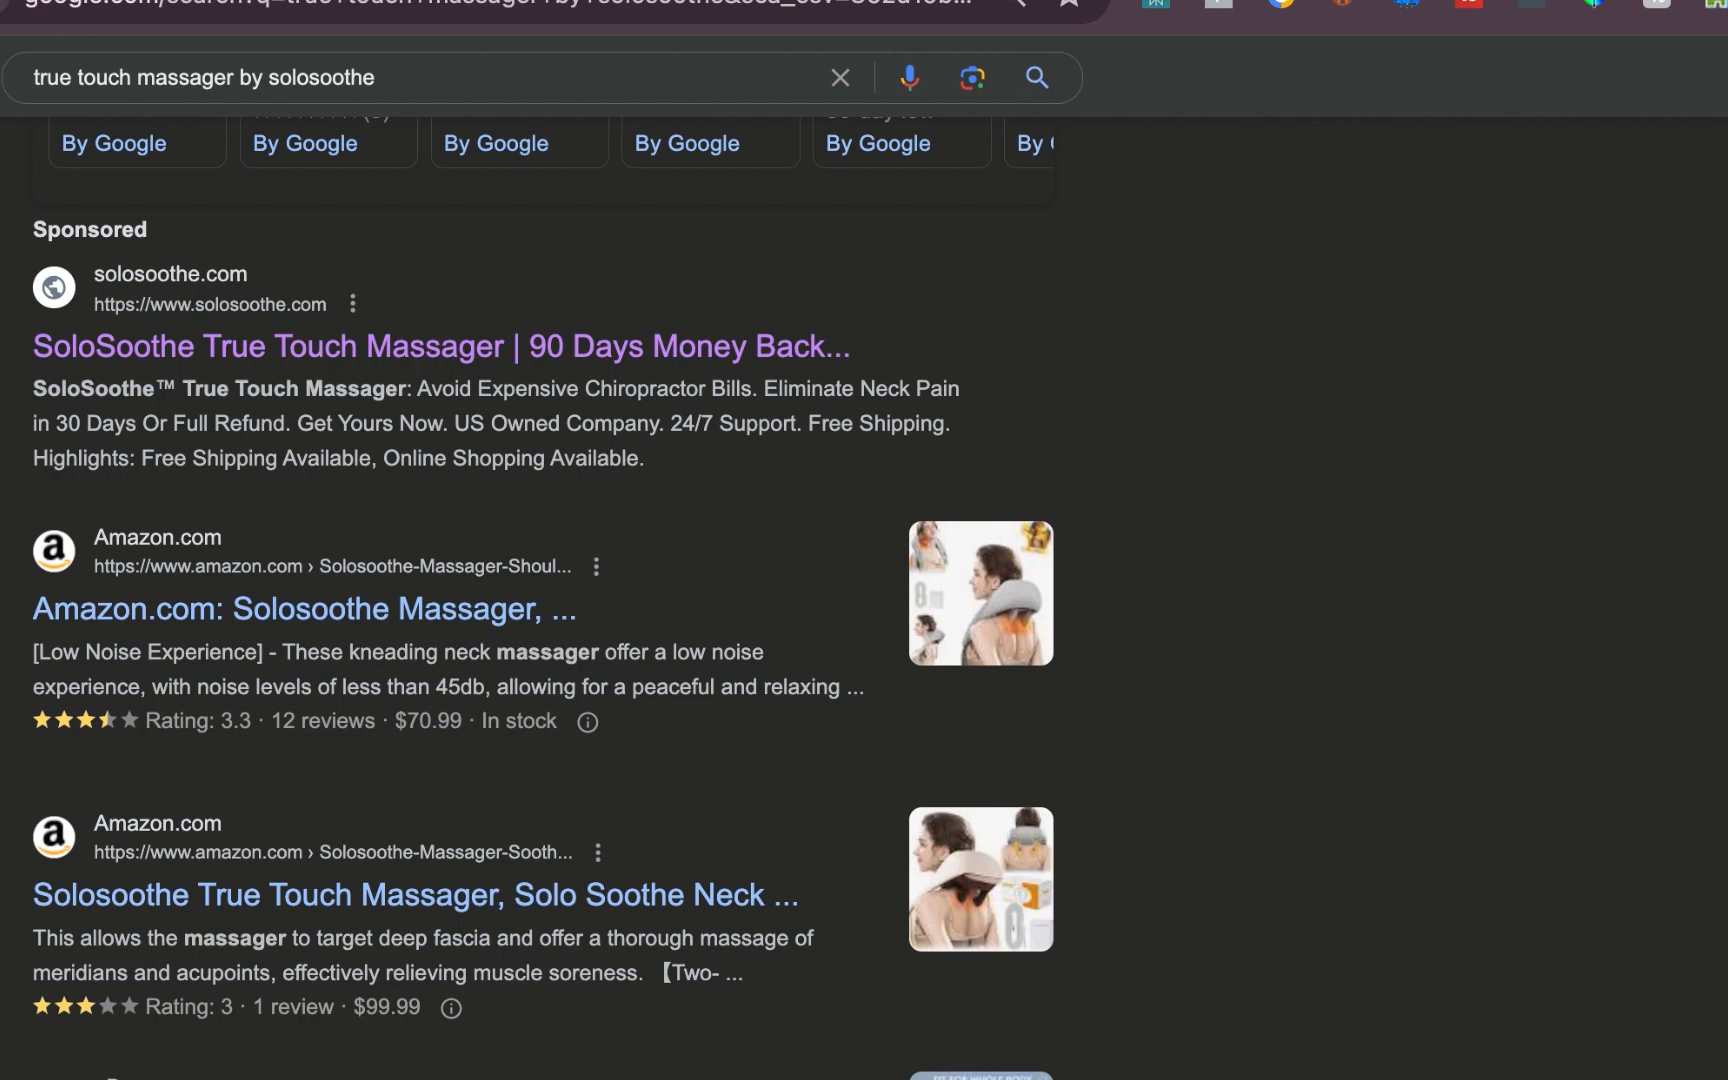 true touch massager by solosoothe
By Google
By Google
By Google
By Google
By Google
By
Sponsored
solosoothe.com
https://www.solosoothe.com
SoloSoothe True Touch Massager | 90 Days Money Back...
SoloSoothe™ True Touch Massager: Avoid Expensive Chiropractor Bills. Eliminate Neck Pain
in 30 Days Or Full Refund. Get Yours Now. US Owned Company. 24/7 Support. Free Shipping.
Highlights: Free Shipping Available, Online Shopping Available.
Amazon.com
https://www.amazon.com › Solosoothe-Massager-Shoul...
Amazon.com: Solosoothe Massager, ...
[Low Noise Experience] - These kneading neck massager offer a low noise
experience, with noise levels of less than 45db, allowing for a peaceful and relaxing ...
Rating: 3.3 · 12 reviews · $70.99 · In stock
Amazon.com
https://www.amazon.com › Solosoothe-Massager-Sooth...
Solosoothe True Touch Massager, Solo Soothe Neck ...
This allows the massager to target deep fascia and offer a thorough massage of
meridians and acupoints, effectively relieving muscle soreness. 【Two- ...
Rating: 3 · 1 review · $99.99